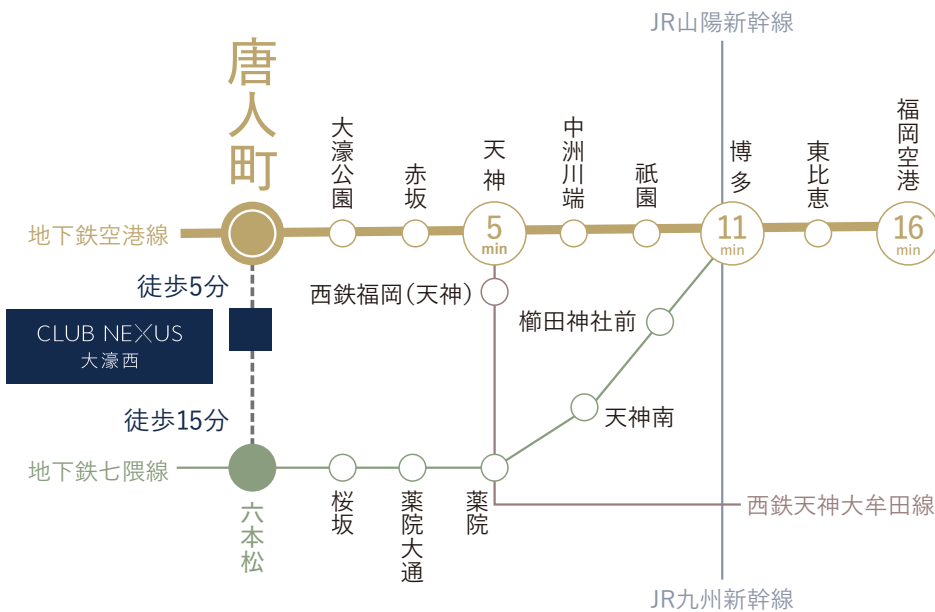 JR山陽新幹線
唐人町
大濠公園
赤坂
天神
中洲川端
祇園
博多
東比恵
福岡空港
地下鉄空港線
5
min
11
min
16
min
徒歩5分
西鉄福岡(天神)
櫛田神社前
CLUB NEXUS
大濠西
徒歩15分
天神南
地下鉄七隈線
六本松
桜坂
薬院大通
薬院
西鉄天神大牟田線
JR九州新幹線